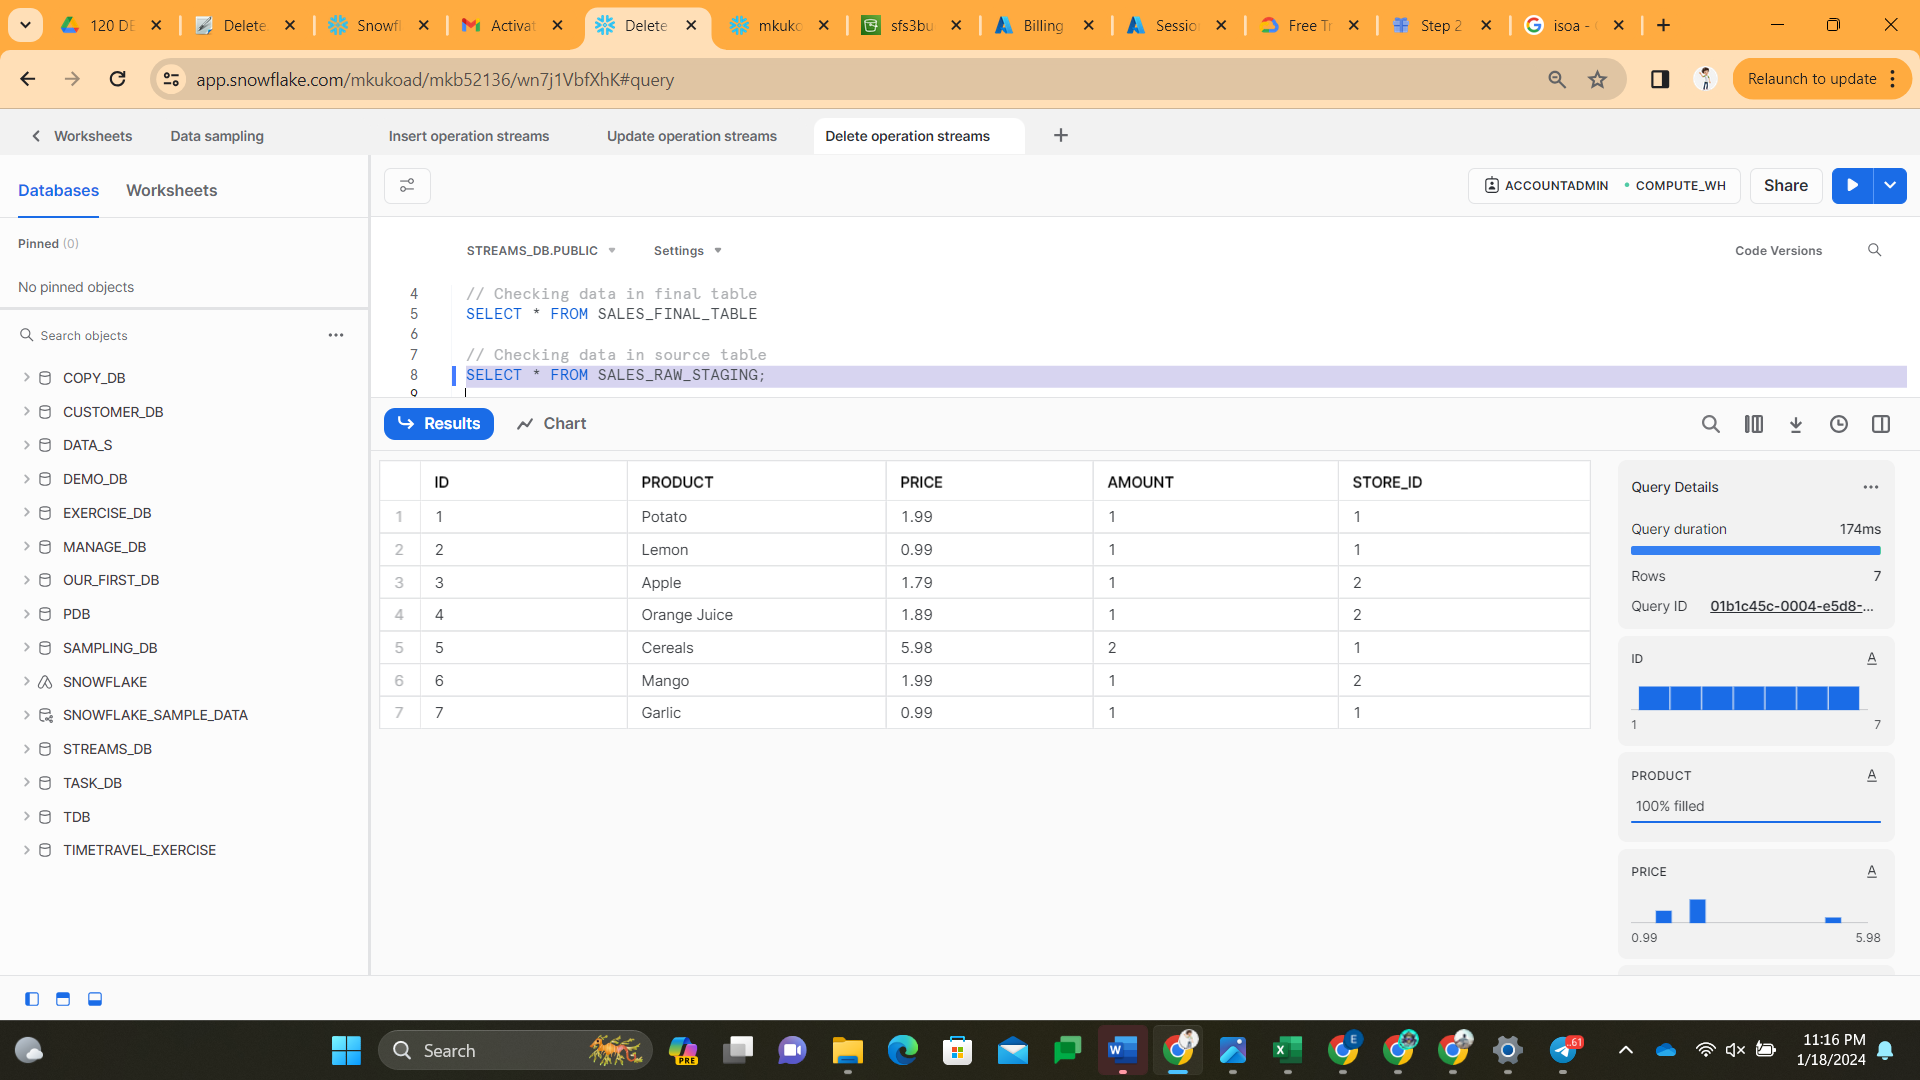 120 DE
Delete
Snowfl
Activat
Delete
mkuko
sfs3bu
Billing
Sessio
Free Tr
Step 2
isoa -
app.snowflake.com/mkukoad/mkb52136/wn7j1VbfXhK#query
Relaunch to update
Worksheets
Data sampling
Insert operation streams
Update operation streams
Delete operation streams
Databases
Worksheets
ACCOUNTADMIN
COMPUTE_WH
Share
Pinned (0)
No pinned objects
Search objects
COPY_DB
CUSTOMER_DB
DATA_S
DEMO_DB
EXERCISE_DB
MANAGE_DB
OUR_FIRST_DB
PDB
SAMPLING_DB
SNOWFLAKE
SNOWFLAKE_SAMPLE_DATA
STREAMS_DB
TASK_DB
TDB
TIMETRAVEL_EXERCISE
STREAMS_DB.PUBLIC
Settings
Code Versions
4 // Checking data in final table
5 SELECT * FROM SALES_FINAL_TABLE
6
7 // Checking data in source table
8 SELECT * FROM SALES_RAW_STAGING;
9
Results
Chart
ID PRODUCT PRICE AMOUNT STORE_ID
1 1 Potato 1.99 1 1
2 2 Lemon 0.99 1 1
3 3 Apple 1.79 1 2
4 4 Orange Juice 1.89 1 2
5 5 Cereals 5.98 2 1
6 6 Mango 1.99 1 2
7 7 Garlic 0.99 1 1
Query Details
Query duration 174ms
Rows 7
Query ID 01b1c45c-0004-e5d8-...
ID
1 7
PRODUCT
100% filled
PRICE
0.99 5.98
Search
PRE
E
.61
11:16 PM
1/18/2024